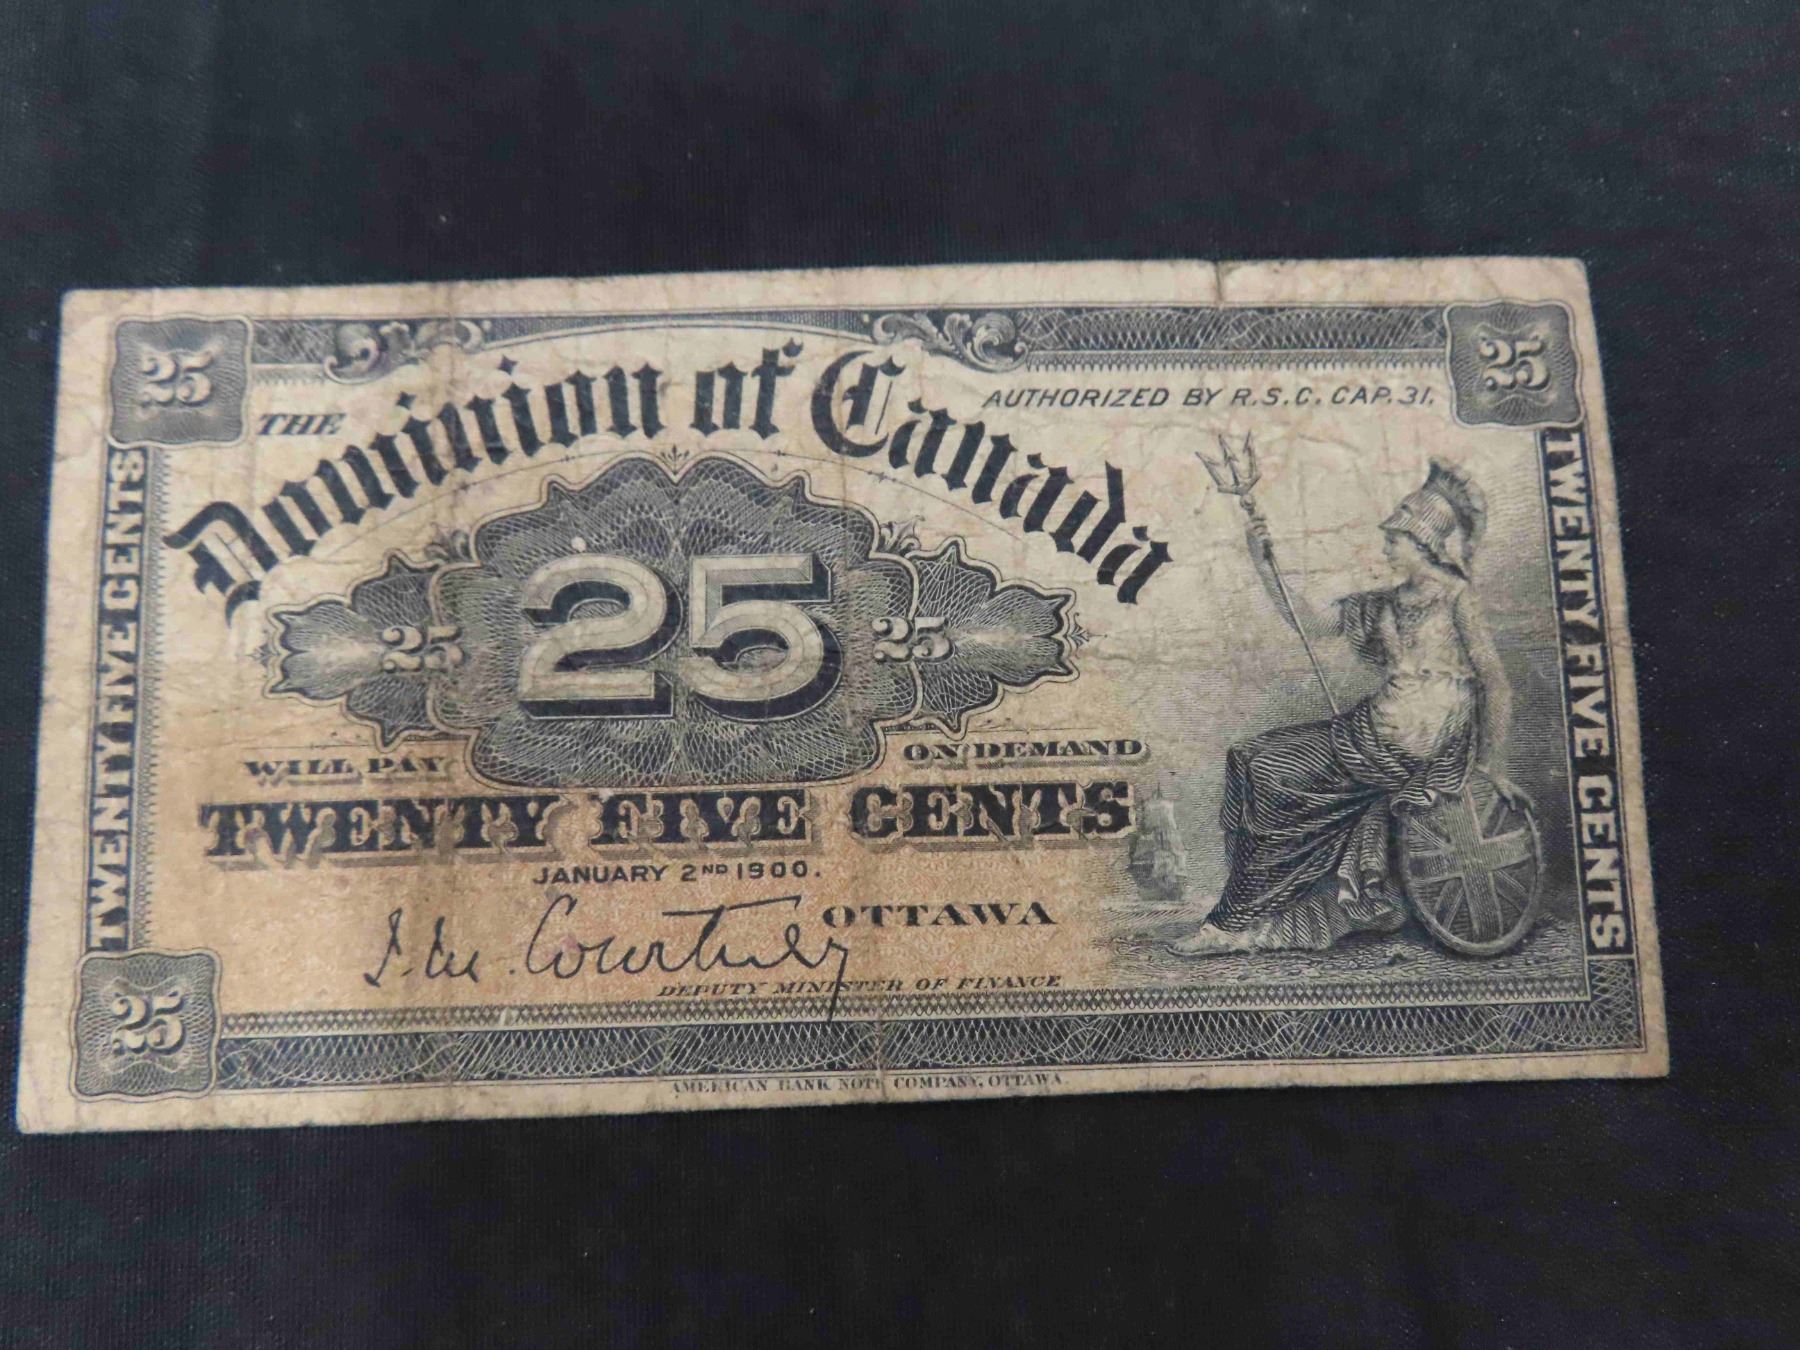 25
25
THE
Dominion of Canada
AUTHORIZED BY R.S.C. CAP. 31.
TWENTY FIVE CENTS
TWENTY FIVE CENTS
25
25
25
WILL PAY
ON DEMAND
TWENTY FIVE CENTS
JANUARY 2ND 1900.
OTTAWA
J. M. Courtney
DEPUTY MINISTER OF FINANCE
25
AMERICAN BANK NOTE COMPANY, OTTAWA.